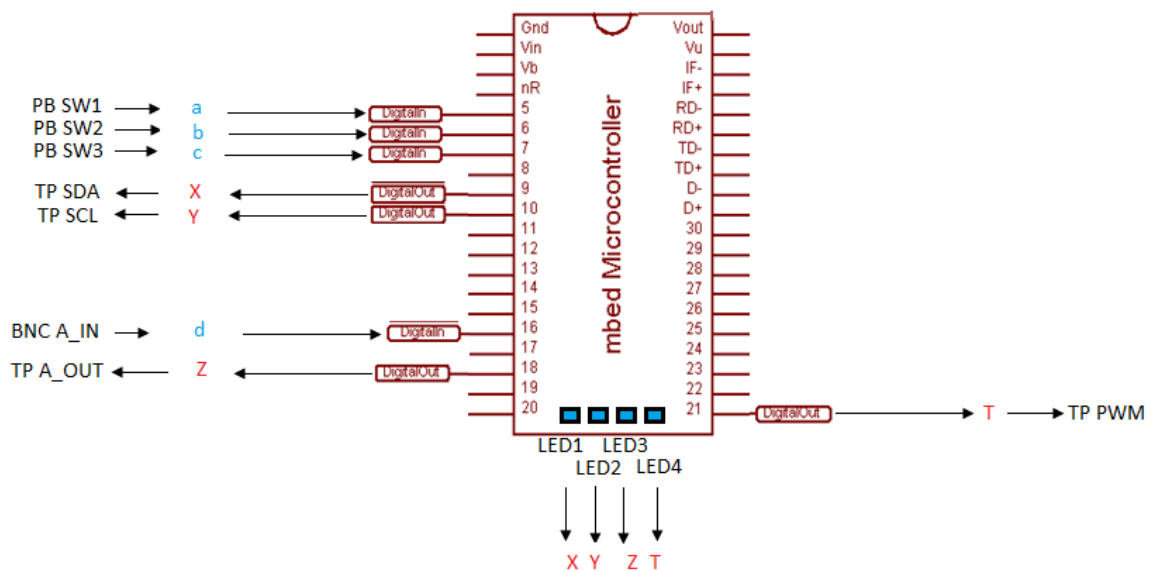 Gnd Vout
Vin Vu
Vb IF-
nR IF+
PB SW1 a DigitalIn 5 RD-
PB SW2 b DigitalIn 6 RD+
PB SW3 c DigitalIn 7 TD-
8 TD+
TP SDA X DigitalOut 9 D-
TP SCL Y DigitalOut 10 D+
11 30
12 29
13 28
14 27
15 26
BNC A_IN d DigitalIn 16 25
17 24
TP A_OUT Z DigitalOut 18 23
19 22
20 21 DigitalOut T TP PWM
mbed Microcontroller
LED1 LED3
LED2 LED4
X Y Z T